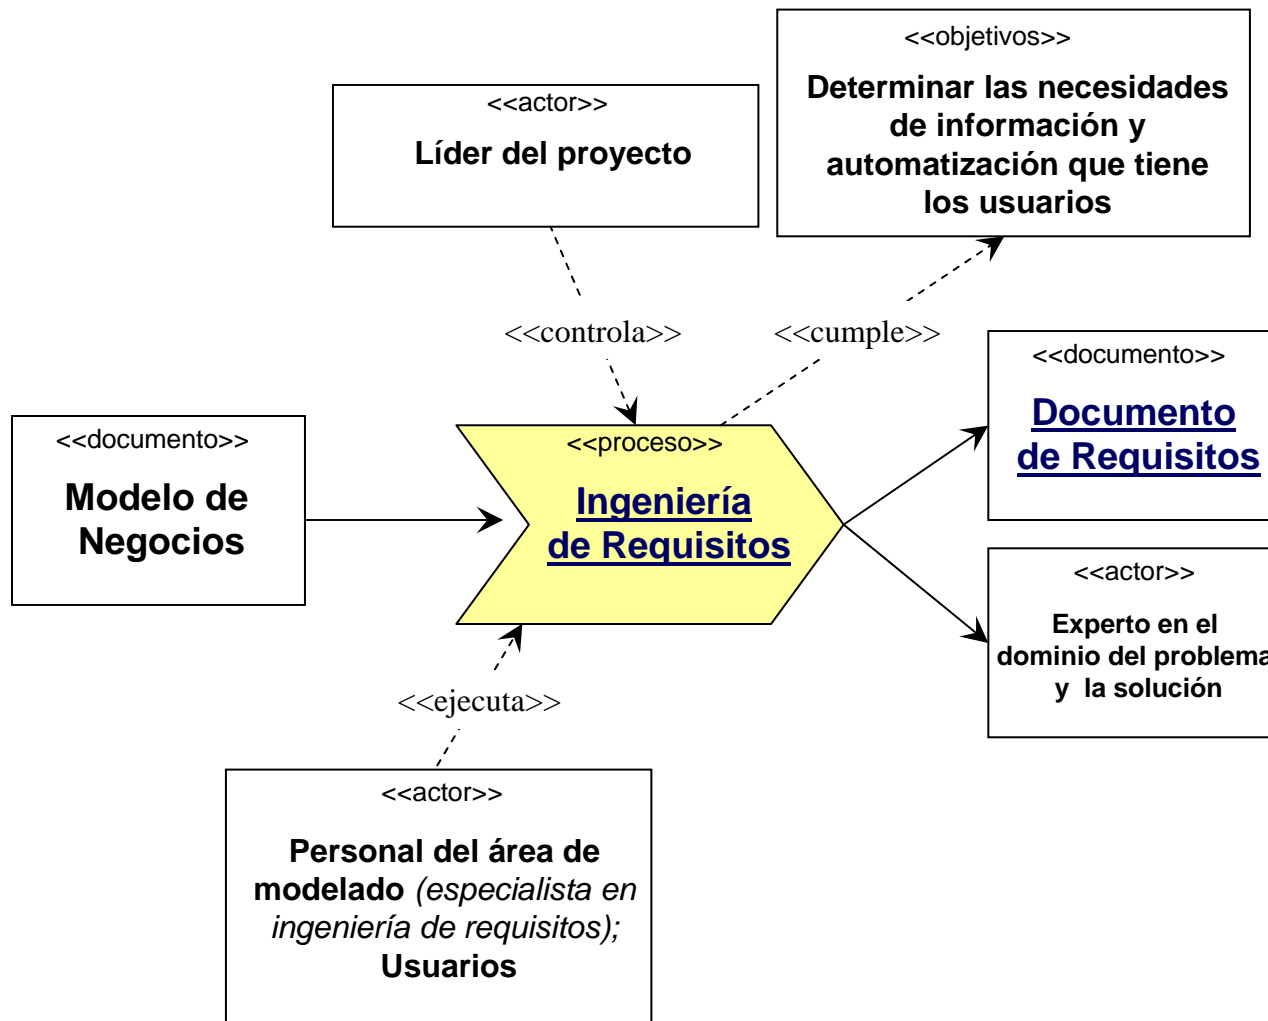 <<objetivos>>
Determinar las necesidades
de información y
automatización que tiene
los usuarios
<<actor>>
Líder del proyecto
<<controla>>
<<cumple>>
<<documento>>
Documento
de Requisitos
<<documento>>
Modelo de
Negocios
<<proceso>>
Ingeniería
de Requisitos
<<actor>>
Experto en el
dominio del problema
y la solución
<<ejecuta>>
<<actor>>
Personal del área de
modelado (especialista en
ingeniería de requisitos);
Usuarios